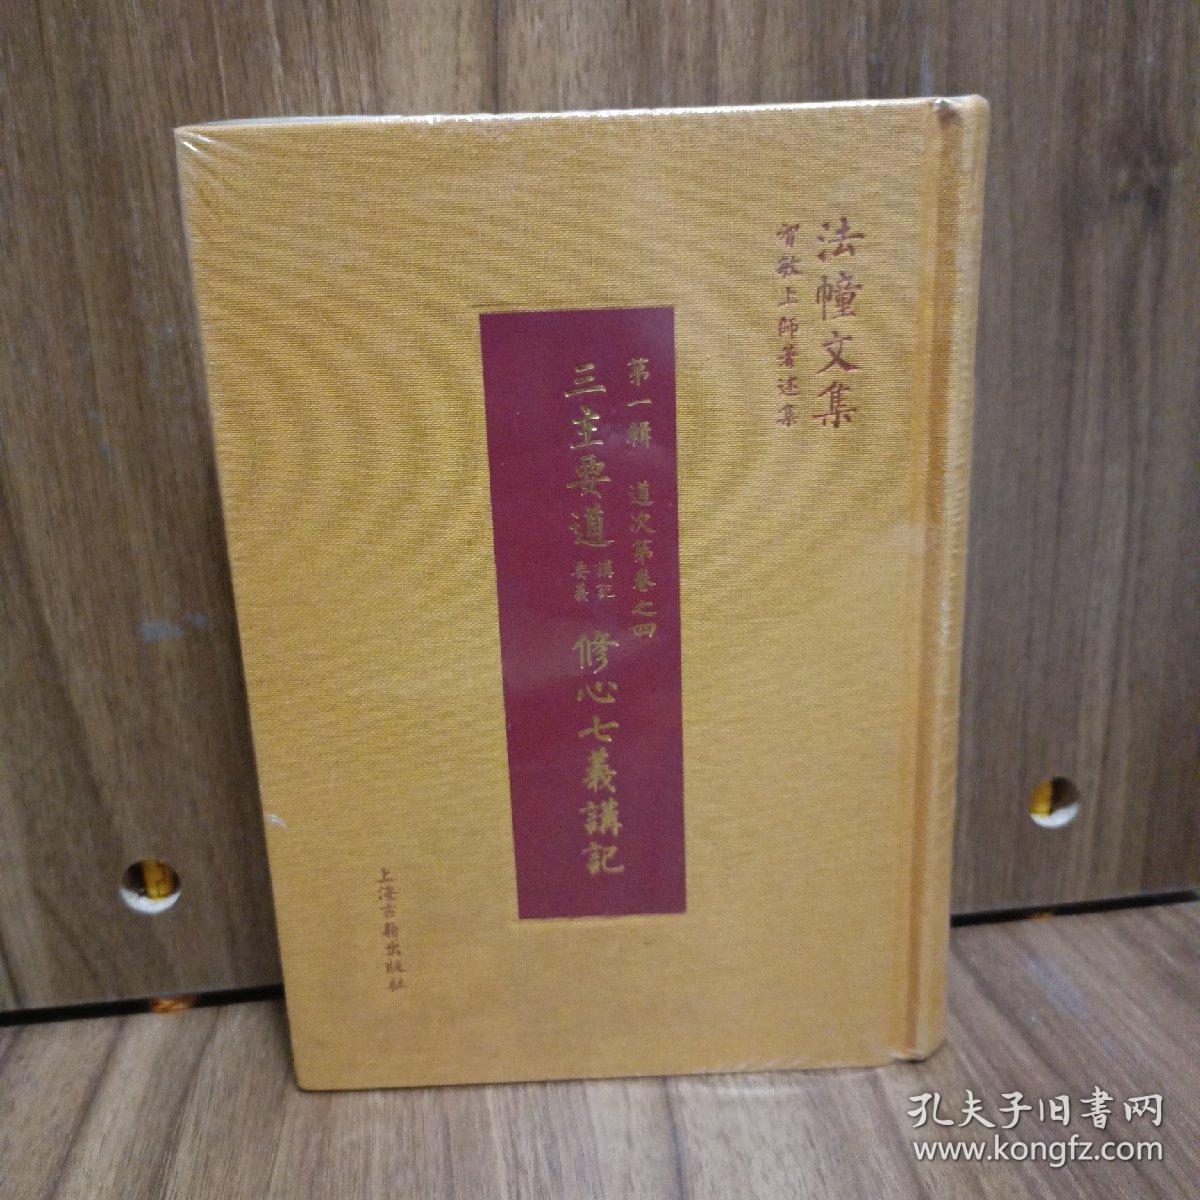 法幢文集
智敏上師著述集
第一輯 道次第卷之四
三主要道 講記 要義 修心七義講記
上海古籍出版社
孔夫子旧书网
www.kongfz.com